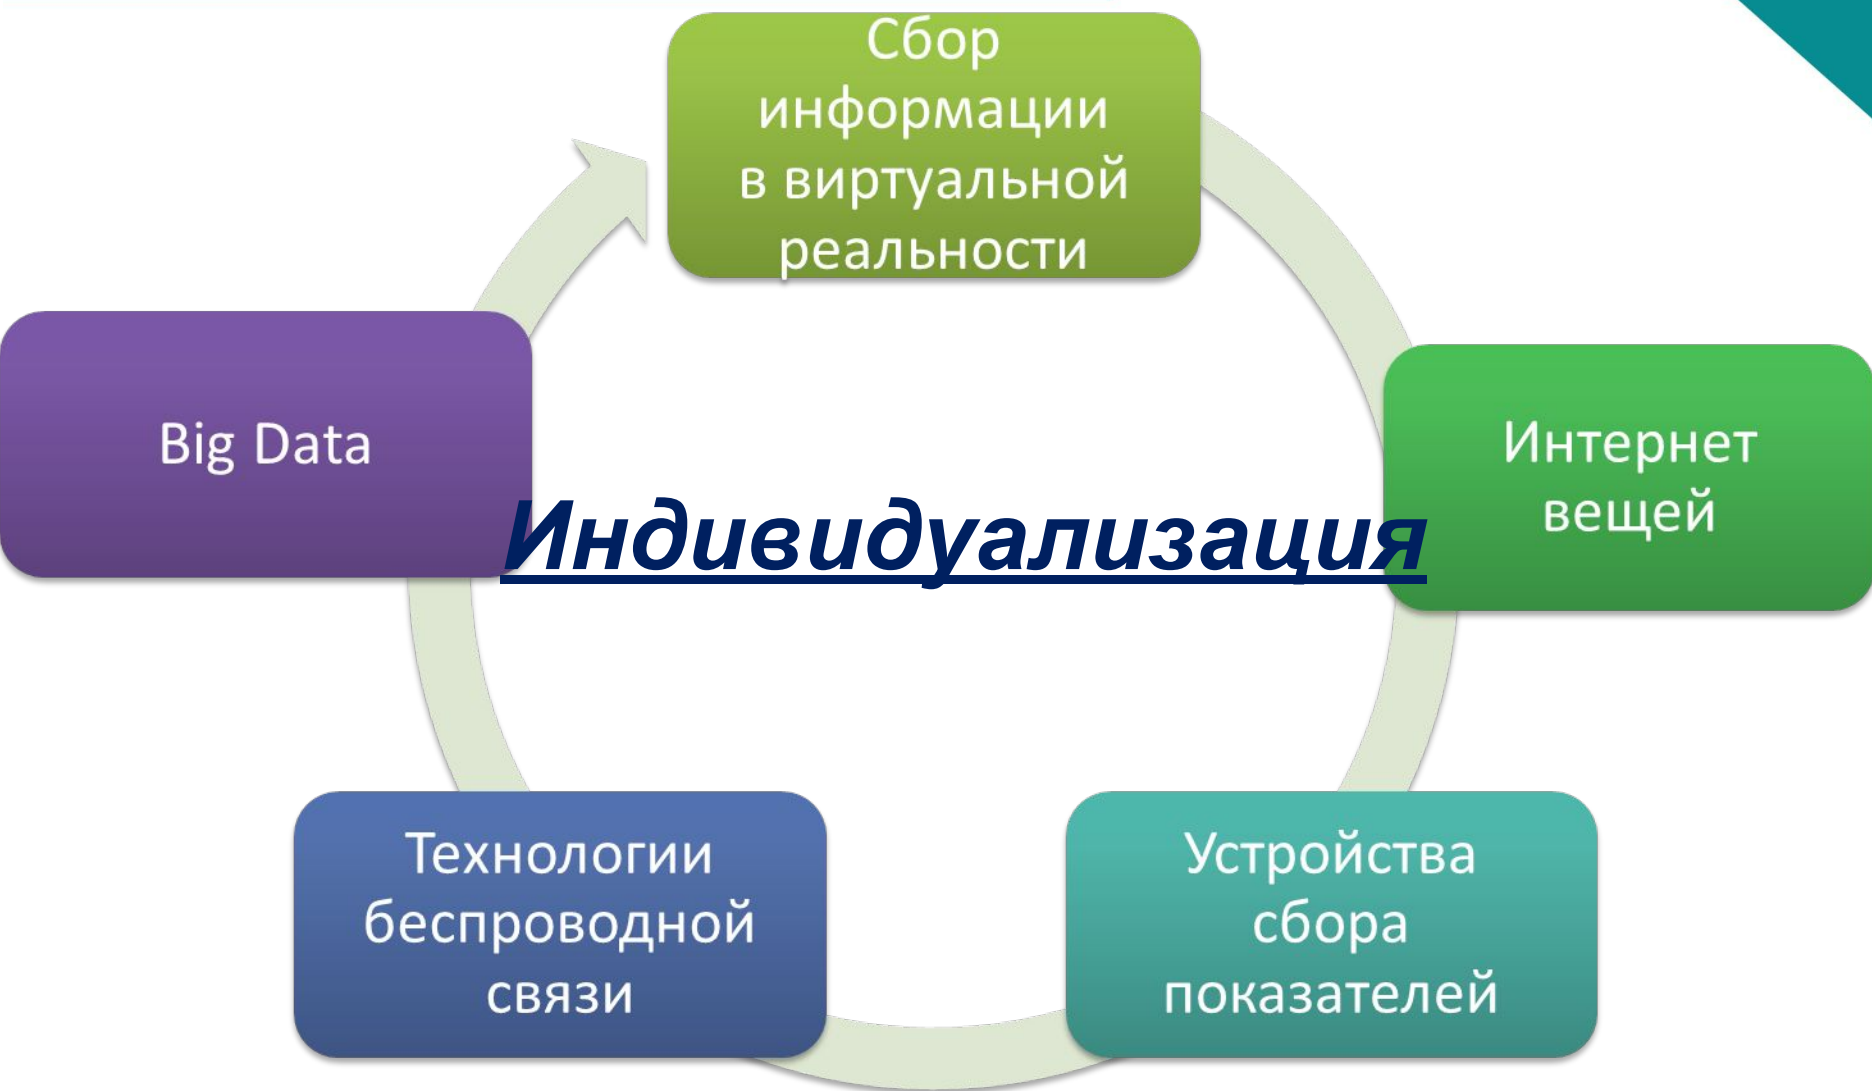 Сбор
информации
в виртуальной
реальности
Интернет
вещей
Устройства
сбора
показателей
Технологии
беспроводной
связи
Big Data
Индивидуализация